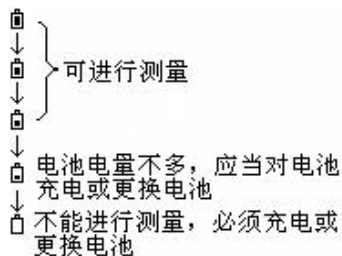 可进行测量
电池电量不多，应当对电池
充电或更换电池
不能进行测量，必须充电或
更换电池